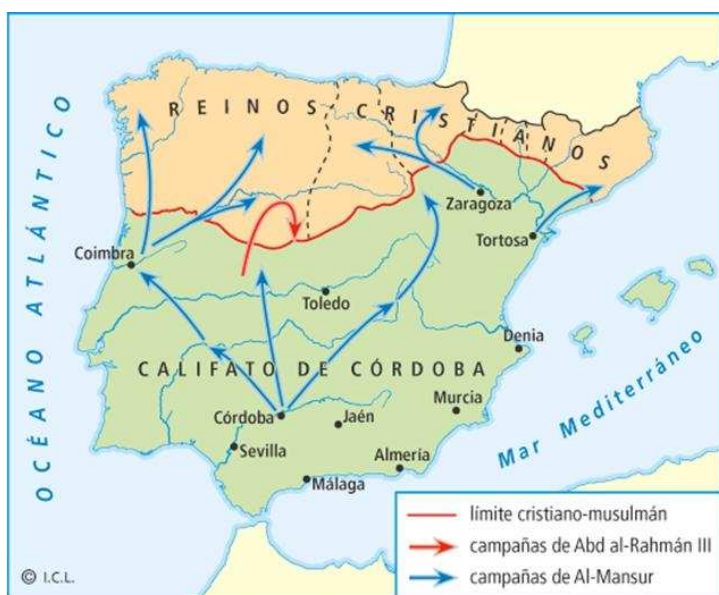 REINOS CRISTIANOS
OCÉANO ATLÁNTICO
Zaragoza
Tortosa
Coimbra
Toledo
Denia
CALIFATO DE CÓRDOBA
Mar Mediterráneo
Murcia
Córdoba
Jaén
Sevilla
Almería
Málaga
límite cristiano-musulmán
campañas de Abd al-Rahmán III
campañas de Al-Mansur
© I.C.L.